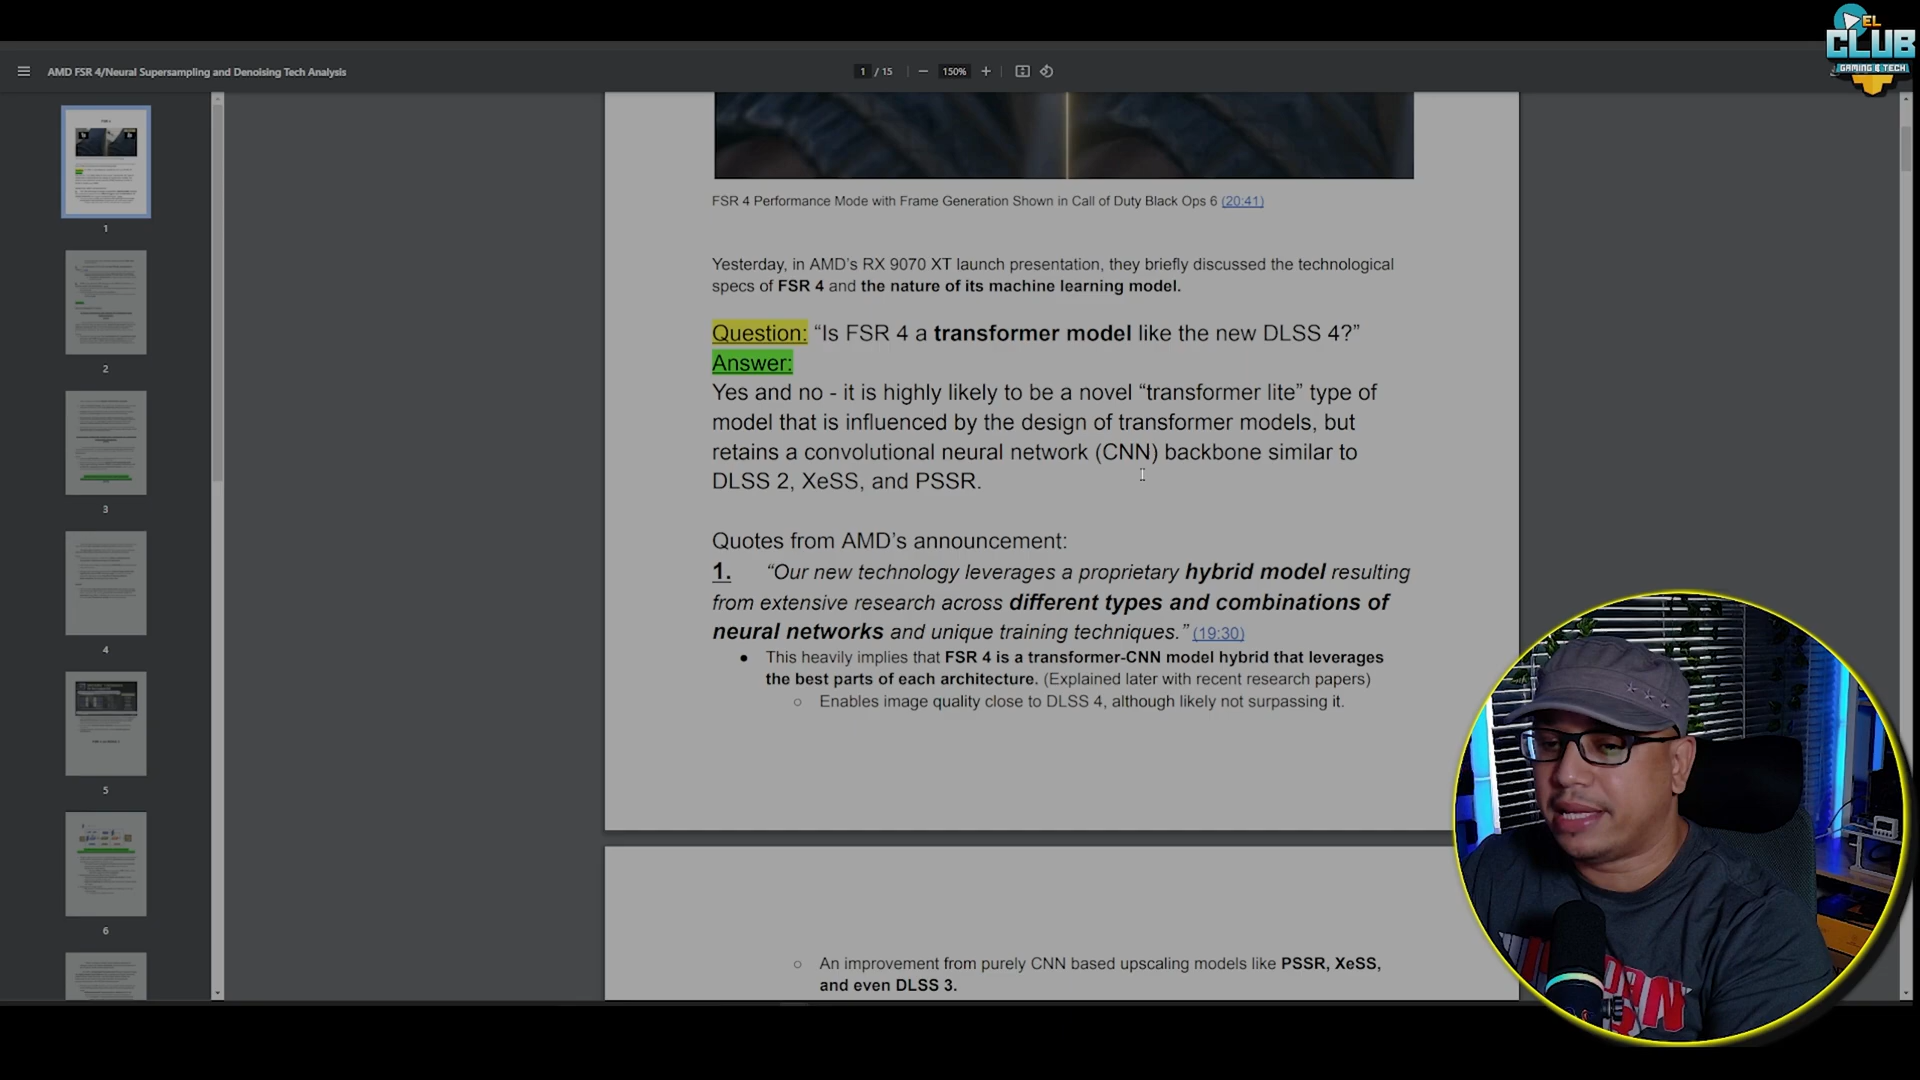 EL
CLUB
GAMING & TECH
AMD FSR 4/Neural Supersampling and Denoising Tech Analysis
1 / 15
150%
FSR 4 Performance Mode with Frame Generation Shown in Call of Duty Black Ops 6 (20:41)
Yesterday, in AMD’s RX 9070 XT launch presentation, they briefly discussed the technological
specs of FSR 4 and the nature of its machine learning model.
Question: “Is FSR 4 a transformer model like the new DLSS 4?”
Answer:
Yes and no - it is highly likely to be a novel “transformer lite” type of
model that is influenced by the design of transformer models, but
retains a convolutional neural network (CNN) backbone similar to
DLSS 2, XeSS, and PSSR.
Quotes from AMD’s announcement:
1. “Our new technology leverages a proprietary hybrid model resulting
from extensive research across different types and combinations of
neural networks and unique training techniques.” (19:30)
● This heavily implies that FSR 4 is a transformer-CNN model hybrid that leverages
the best parts of each architecture. (Explained later with recent research papers)
○ Enables image quality close to DLSS 4, although likely not surpassing it.
○ An improvement from purely CNN based upscaling models like PSSR, XeSS,
and even DLSS 3.
1
2
3
4
5
6